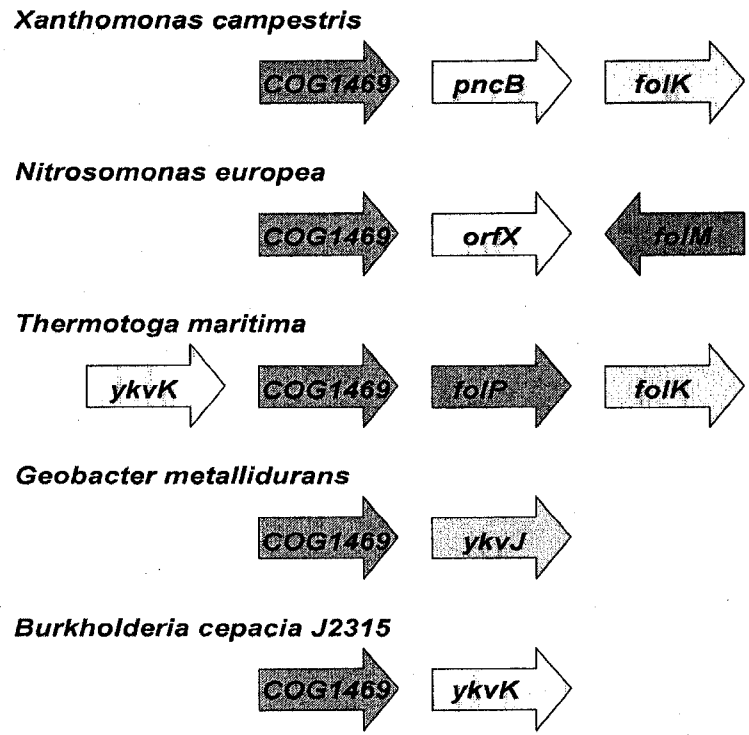 Xanthomonas campestris
COG1469 pncB folK
Nitrosomonas europea
COG1469 orfX folM
Thermotoga maritima
ykvK COG1469 folP folK
Geobacter metallidurans
COG1469 ykvJ
Burkholderia cepacia J2315
COG1469 ykvK